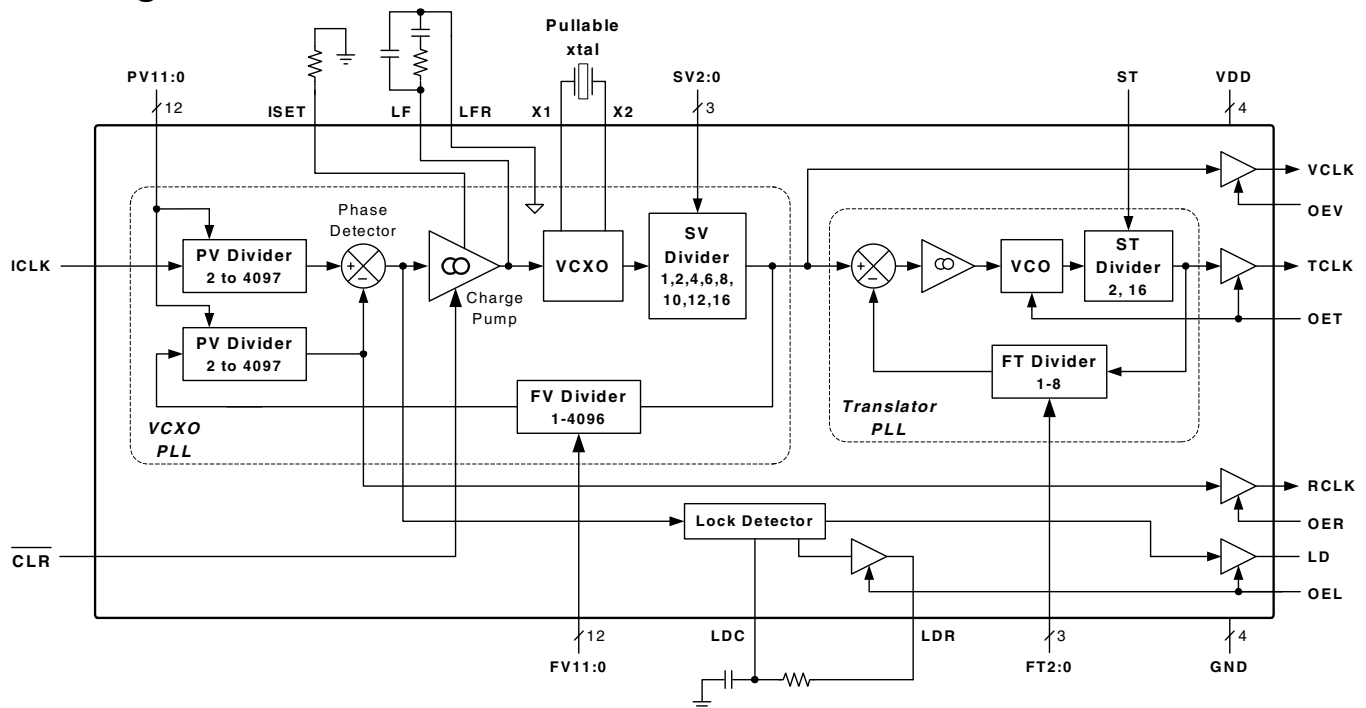 Pullable
xtal
PV11:0
SV2:0
ST
VDD
12
ISET
LF
LFR
X1
X2
3
4
VCLK
OEV
Phase
Detector
PV Divider
2 to 4097
+
−
Charge
Pump
VCXO
SV
Divider
1,2,4,6,8,
10,12,16
VCO
ST
Divider
2, 16
ICLK
TCLK
OET
PV Divider
2 to 4097
FV Divider
1-4096
+
−
FT Divider
1-8
VCXO
PLL
Translator
PLL
RCLK
OER
Lock Detector
CLR
LD
OEL
12
LDC
LDR
3
4
FV11:0
FT2:0
GND